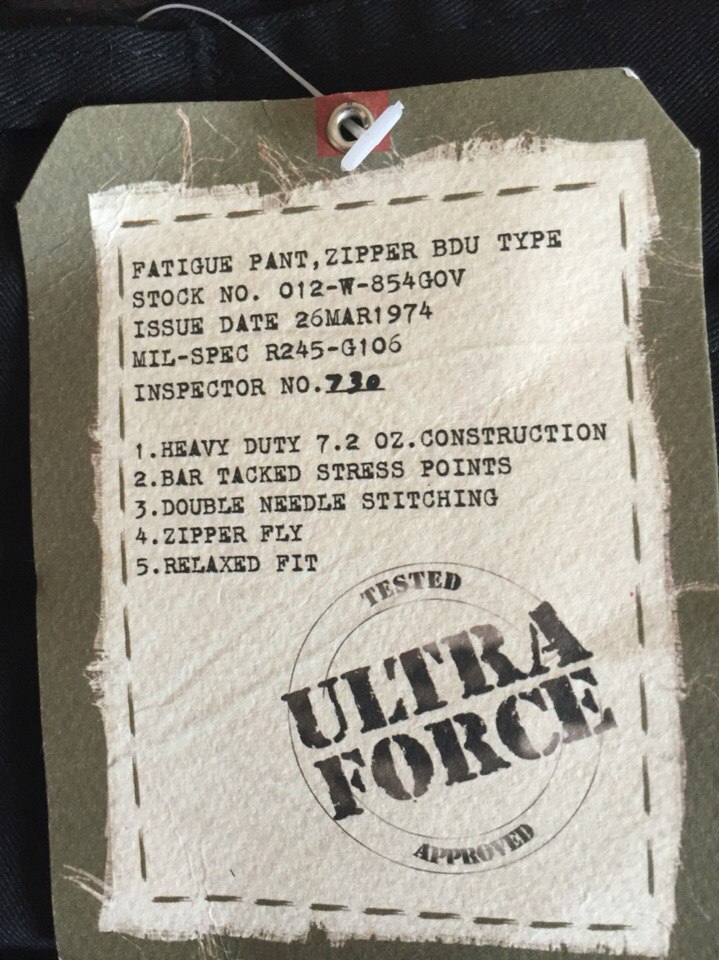 FATIGUE PANT,ZIPPER BDU TYPE
STOCK NO. 012-W-854GOV
ISSUE DATE 26MAR1974
MIL-SPEC R245-G106
INSPECTOR NO.730
1.HEAVY DUTY 7.2 OZ.CONSTRUCTION
2.BAR TACKED STRESS POINTS
3.DOUBLE NEEDLE STITCHING
4.ZIPPER FLY
5.RELAXED FIT
TESTED
ULTRA
FORCE
APPROVED